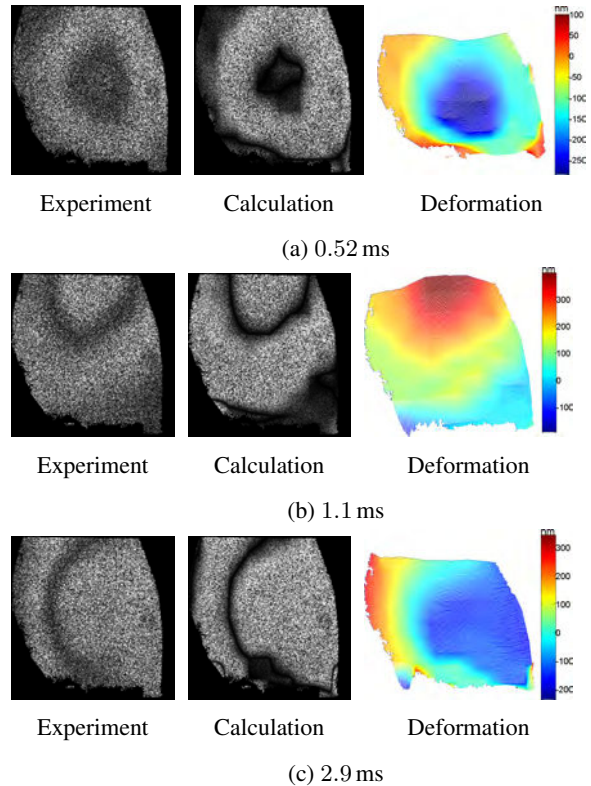 nm
100
50
0
-50
-100
-150
-200
-250
Experiment Calculation Deformation
(a) 0.52 ms
nm
300
200
100
0
-100
Experiment Calculation Deformation
(b) 1.1 ms
nm
300
200
100
0
-100
-200
Experiment Calculation Deformation
(c) 2.9 ms